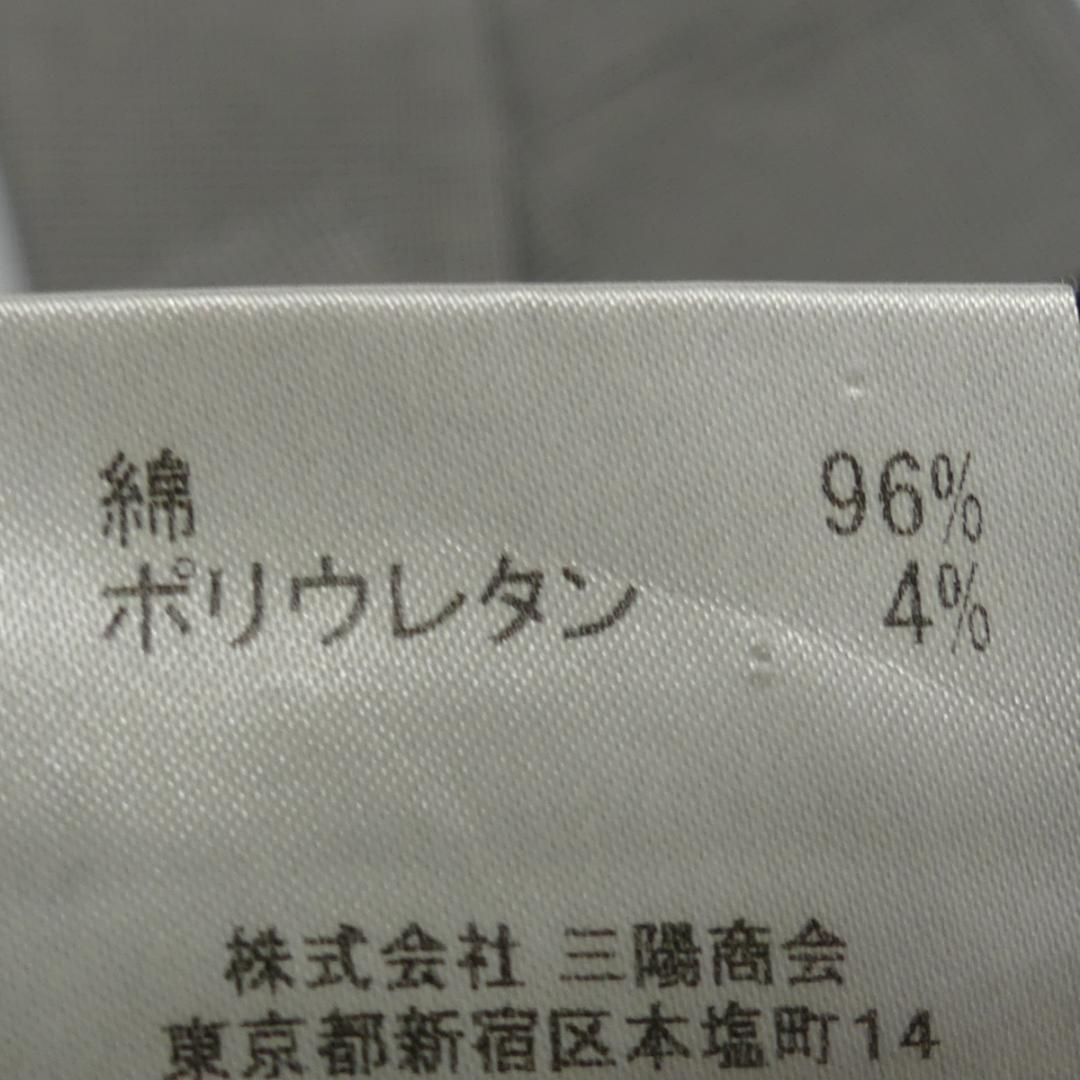 綿 96%
ポリウレタン 4%
株式会社 三陽商会
東京都新宿区本塩町14